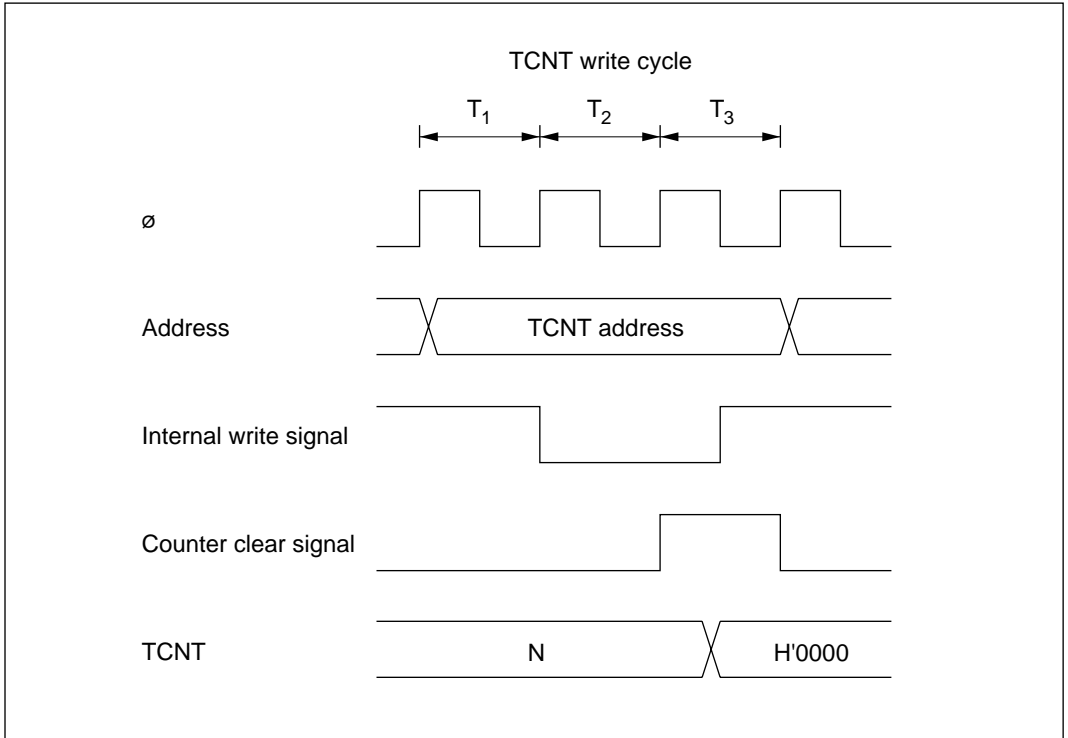 TCNT write cycle
T1 T2 T3
ø
Address
TCNT address
Internal write signal
Counter clear signal
TCNT
N
H'0000